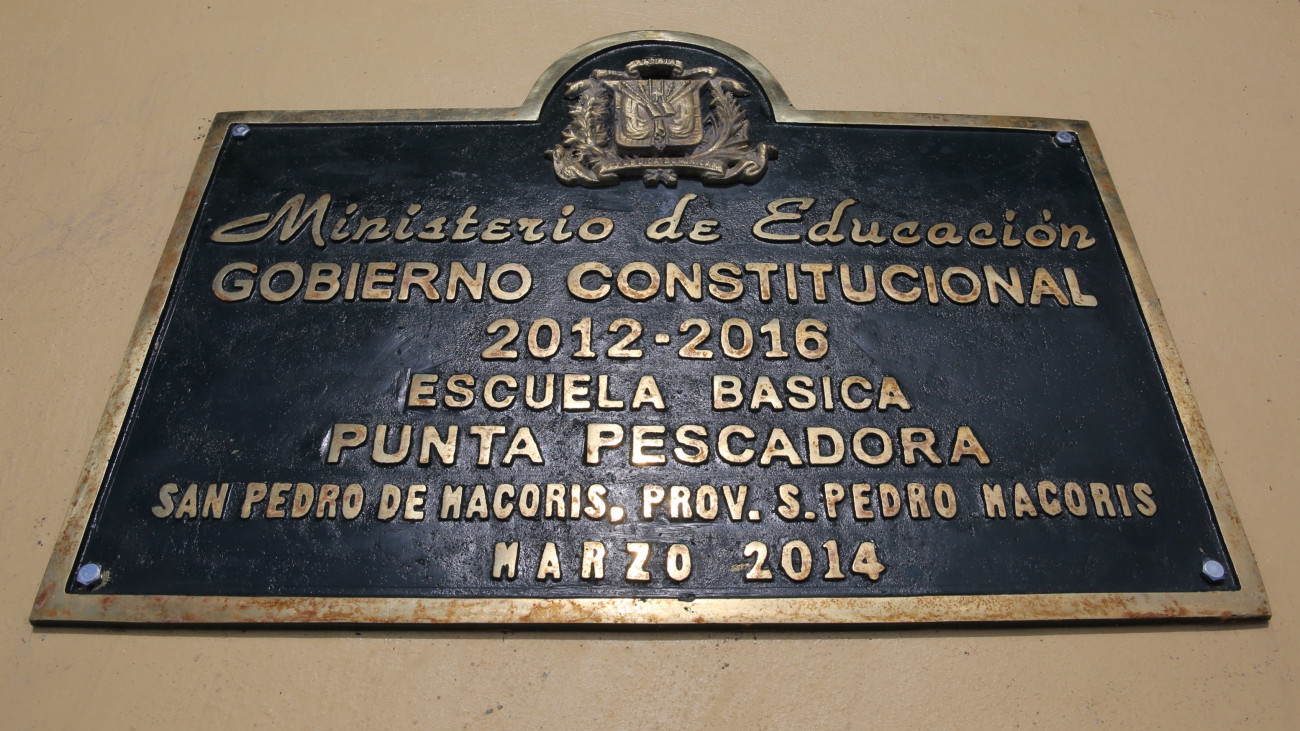 Ministerio de Educación
GOBIERNO CONSTITUCIONAL
2012-2016
ESCUELA BASICA
PUNTA PESCADORA
SAN PEDRO DE MACORIS, PROV. S. PEDRO MACORIS
MARZO 2014